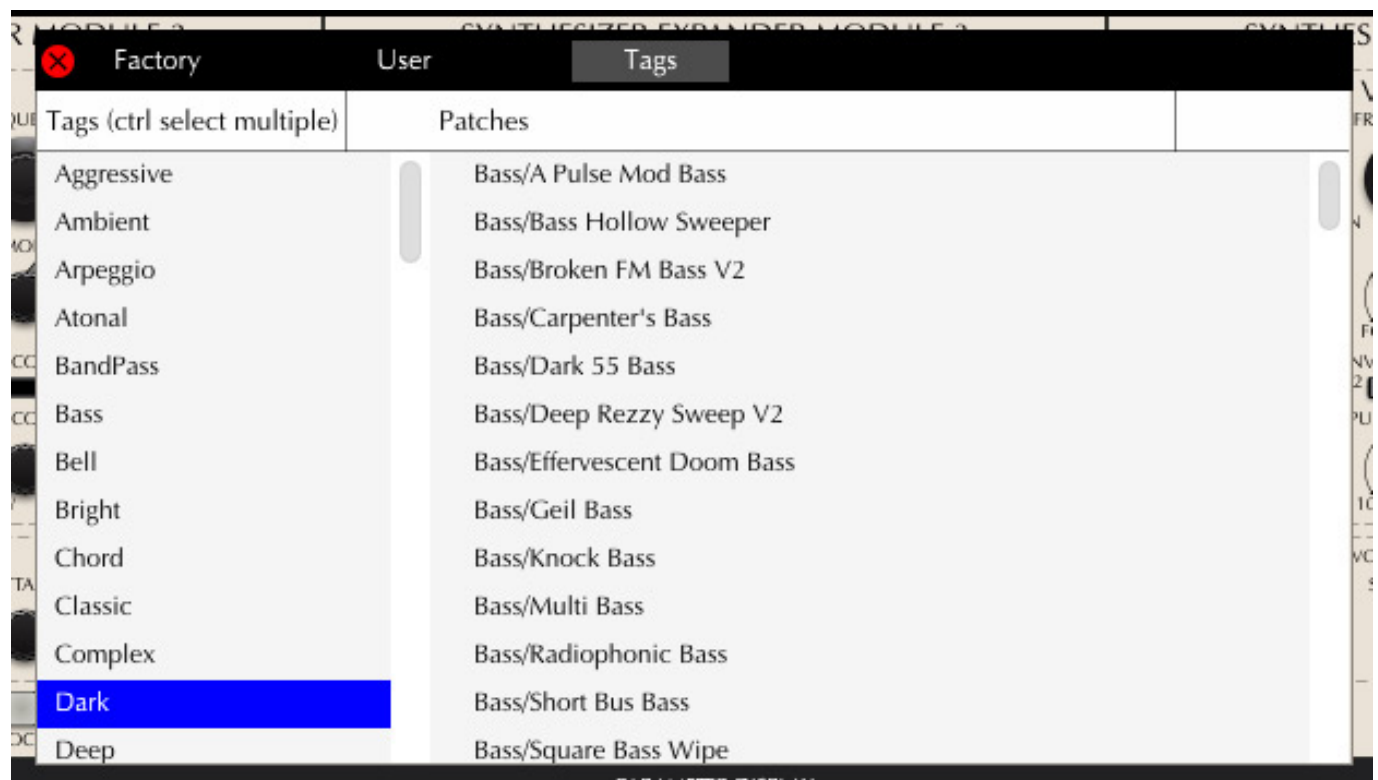 Factory User Tags
Tags (ctrl select multiple) Patches
Aggressive Bass/A Pulse Mod Bass
Ambient Bass/Bass Hollow Sweeper
Arpeggio Bass/Broken FM Bass V2
Atonal Bass/Carpenter's Bass
BandPass Bass/Dark 55 Bass
Bass Bass/Deep Rezzy Sweep V2
Bell Bass/Effervescent Doom Bass
Bright Bass/Geil Bass
Chord Bass/Knock Bass
Classic Bass/Multi Bass
Complex Bass/Radiophonic Bass
Dark Bass/Short Bus Bass
Deep Bass/Square Bass Wipe